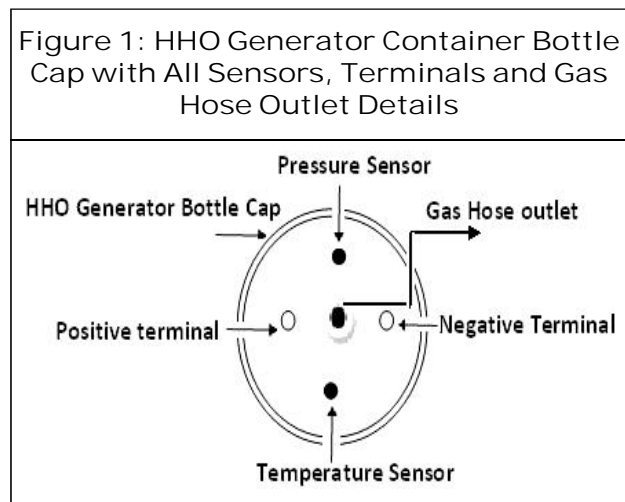 Figure 1: HHO Generator Container Bottle
Cap with All Sensors, Terminals and Gas
Hose Outlet Details
Pressure Sensor
HHO Generator Bottle Cap
Gas Hose outlet
Positive terminal
Negative Terminal
Temperature Sensor